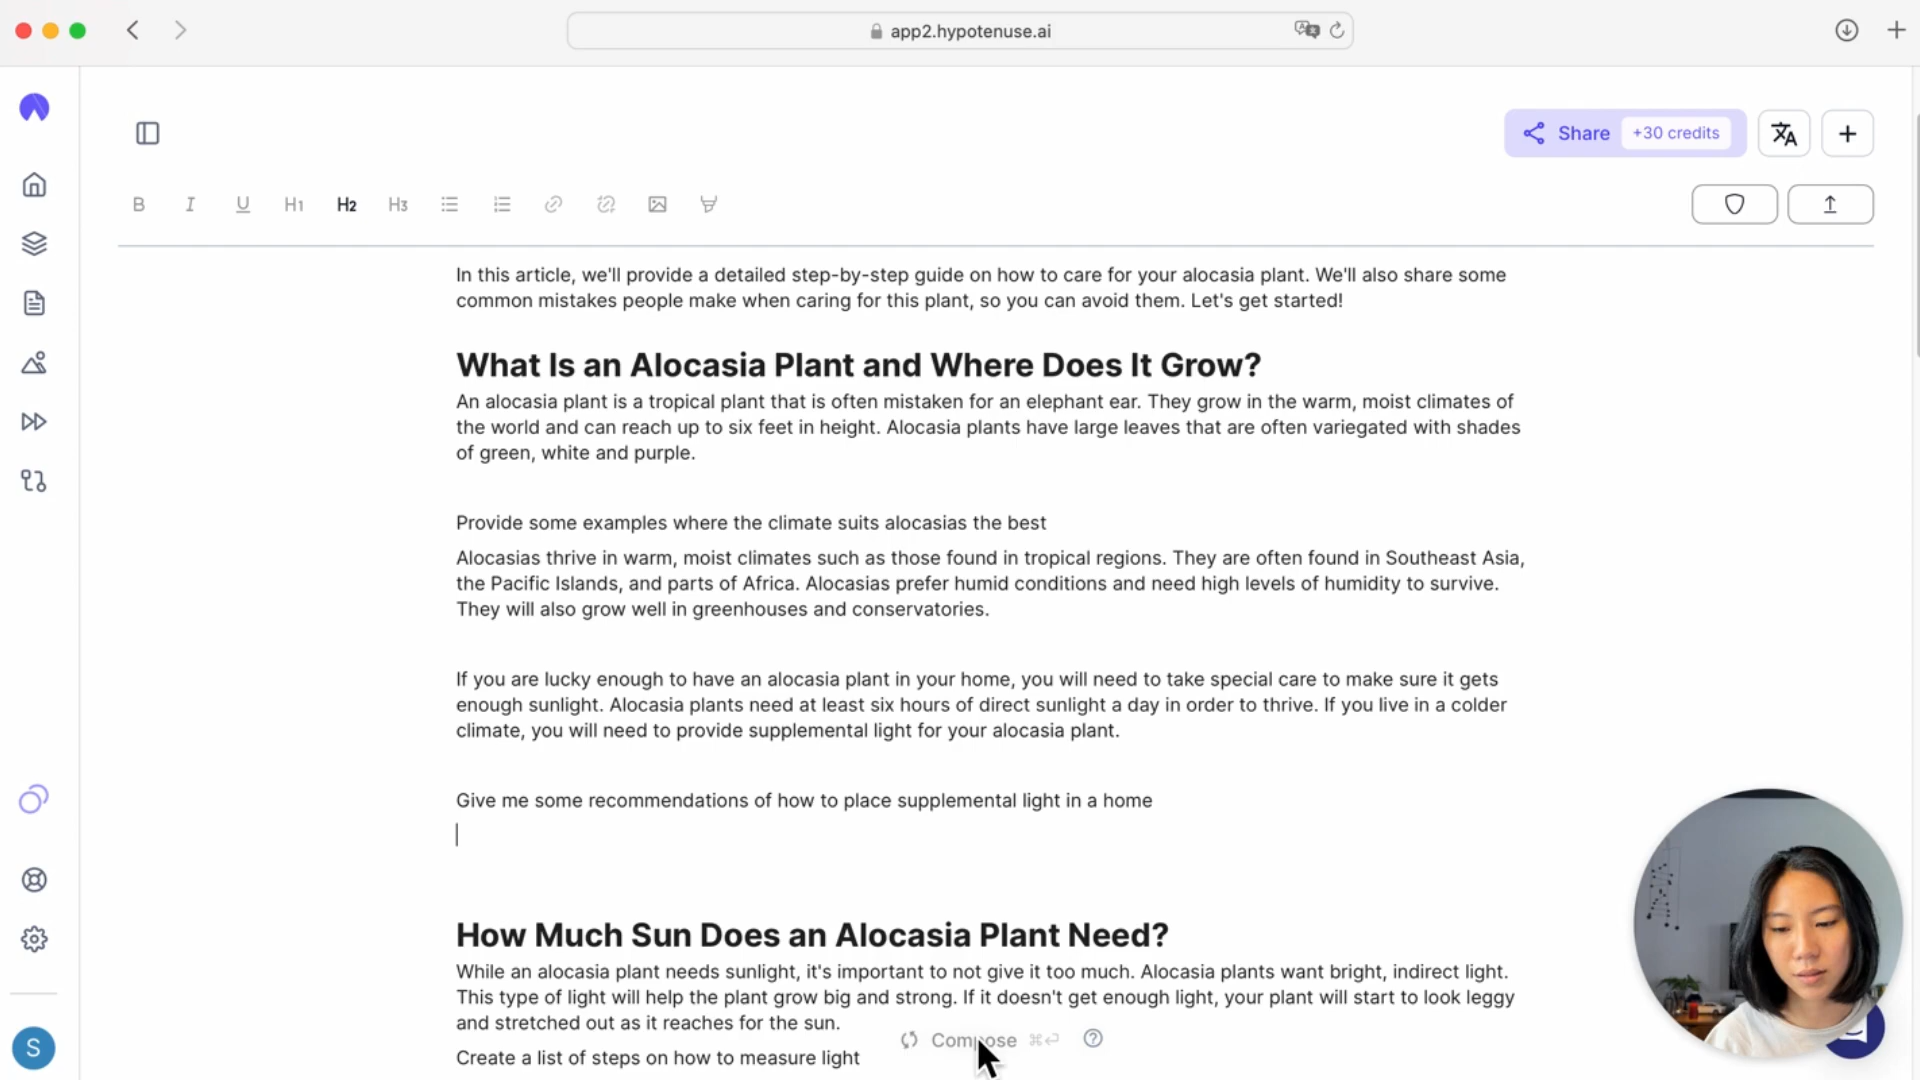 app2.hypotenuse.ai
Share +30 credits
B I U H1 H2 H3
In this article, we'll provide a detailed step-by-step guide on how to care for your alocasia plant. We'll also share some
common mistakes people make when caring for this plant, so you can avoid them. Let's get started!
What Is an Alocasia Plant and Where Does It Grow?
An alocasia plant is a tropical plant that is often mistaken for an elephant ear. They grow in the warm, moist climates of
the world and can reach up to six feet in height. Alocasia plants have large leaves that are often variegated with shades
of green, white and purple.
Provide some examples where the climate suits alocasias the best
Alocasias thrive in warm, moist climates such as those found in tropical regions. They are often found in Southeast Asia,
the Pacific Islands, and parts of Africa. Alocasias prefer humid conditions and need high levels of humidity to survive.
They will also grow well in greenhouses and conservatories.
If you are lucky enough to have an alocasia plant in your home, you will need to take special care to make sure it gets
enough sunlight. Alocasia plants need at least six hours of direct sunlight a day in order to thrive. If you live in a colder
climate, you will need to provide supplemental light for your alocasia plant.
Give me some recommendations of how to place supplemental light in a home
How Much Sun Does an Alocasia Plant Need?
While an alocasia plant needs sunlight, it's important to not give it too much. Alocasia plants want bright, indirect light.
This type of light will help the plant grow big and strong. If it doesn't get enough light, your plant will start to look leggy
and stretched out as it reaches for the sun.
Compose ⌘⏎
Create a list of steps on how to measure light
S